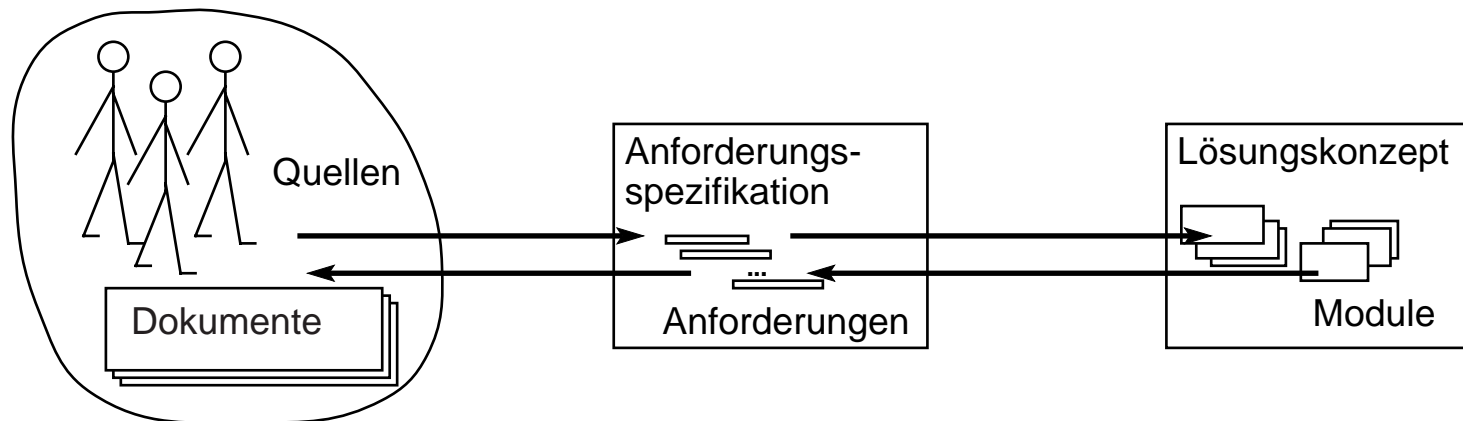 Quellen
Dokumente
Anforderungs-
spezifikation
...
Anforderungen
Lösungskonzept
Module